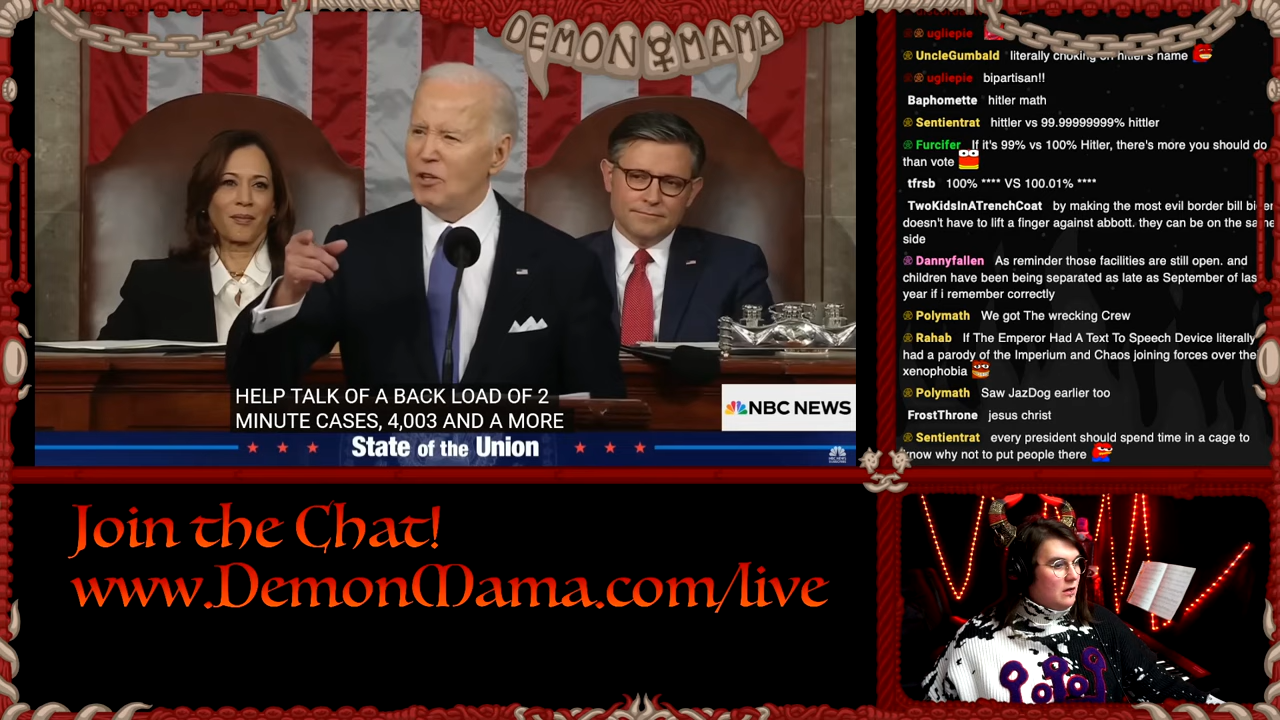 DEMON MAMA
HELP TALK OF A BACK LOAD OF 2
MINUTE CASES, 4,003 AND A MORE
NBC NEWS
State of the Union
Join the Chat!
www.DemonMama.com/live
ugliepie
UncleGumbald literally choking on hitler's name
ugliepie bipartisan!!
Baphomette hitler math
Sentientrat hittler vs 99.99999999% hittler
Furcifer If it's 99% vs 100% Hitler, there's more you should do
than vote
tfrsb 100% **** VS 100.01% ****
TwoKidsInATrenchCoat by making the most evil border bill biden
doesn't have to lift a finger against abbott. they can be on the same
side
Dannyfallen As reminder those facilities are still open. and
children have been being separated as late as September of las
year if i remember correctly
Polymath We got The wrecking Crew
Rahab If The Emperor Had A Text To Speech Device literally
had a parody of the Imperium and Chaos joining forces over the
xenophobia
Polymath Saw JazDog earlier too
FrostThrone jesus christ
Sentientrat every president should spend time in a cage to
know why not to put people there